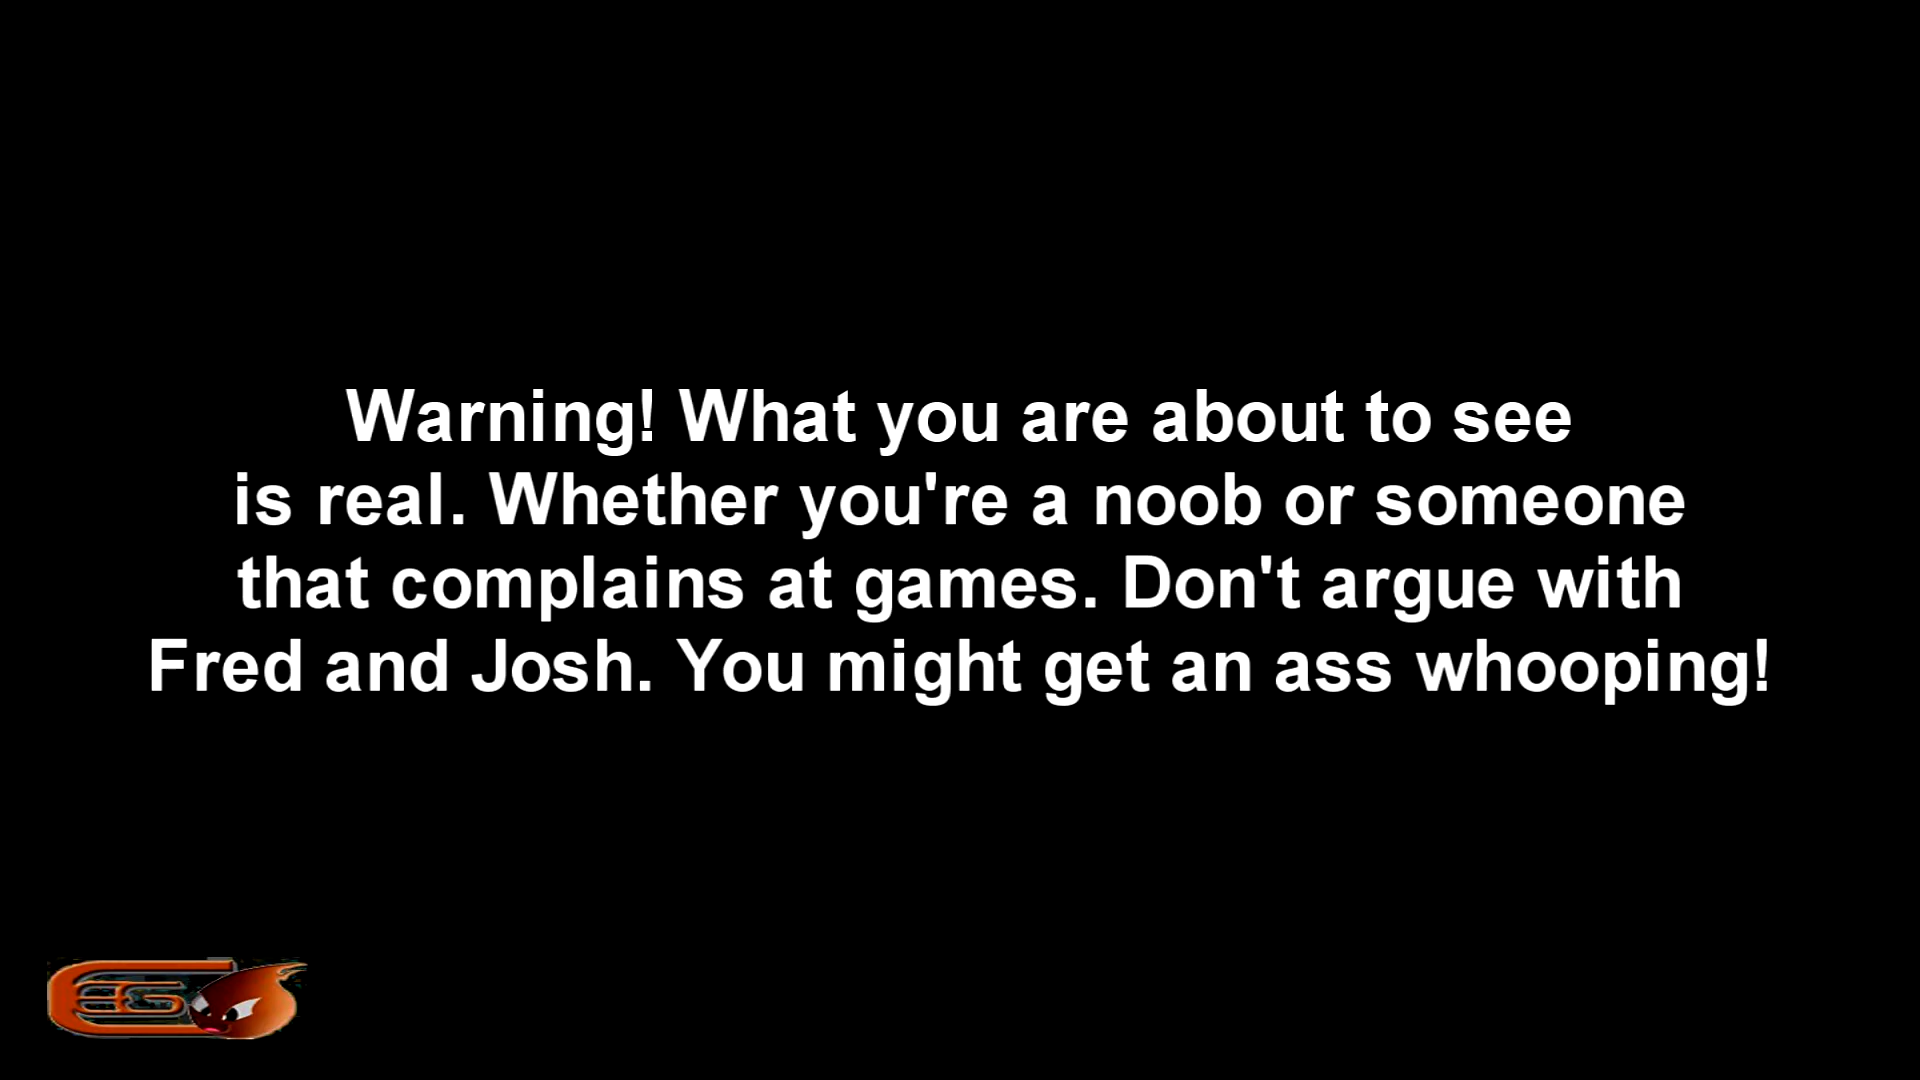 Warning! What you are about to see
is real. Whether you're a noob or someone
that complains at games. Don't argue with
Fred and Josh. You might get an ass whooping!